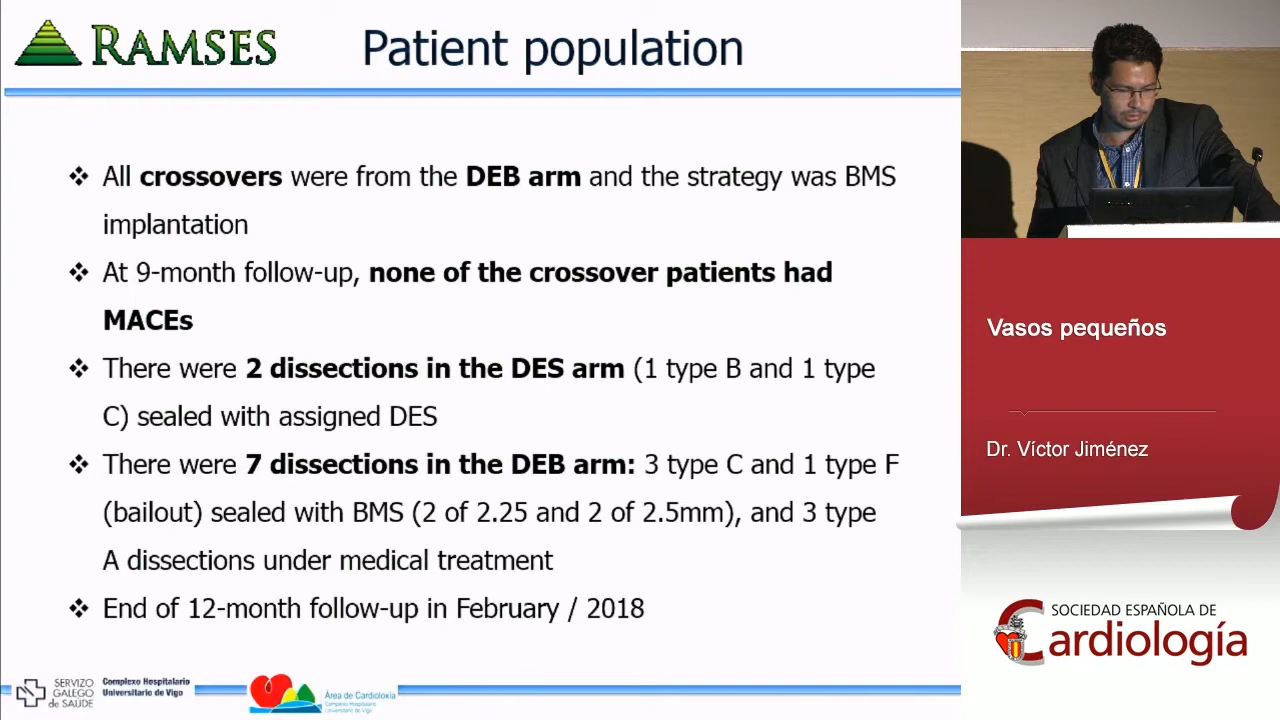 RAMSES
Patient population
❖ All crossovers were from the DEB arm and the strategy was BMS
implantation
❖ At 9-month follow-up, none of the crossover patients had
MACEs
❖ There were 2 dissections in the DES arm (1 type B and 1 type
C) sealed with assigned DES
❖ There were 7 dissections in the DEB arm: 3 type C and 1 type F
(bailout) sealed with BMS (2 of 2.25 and 2 of 2.5mm), and 3 type
A dissections under medical treatment
❖ End of 12-month follow-up in February / 2018
SERVIZO
GALEGO
de SAÚDE
Complexo Hospitalario
Universitario de Vigo
Área de Cardioloxía
Complexo Hospitalario
Universitario de Vigo
Vasos pequeños
Dr. Víctor Jiménez
SOCIEDAD ESPAÑOLA DE
Cardiología